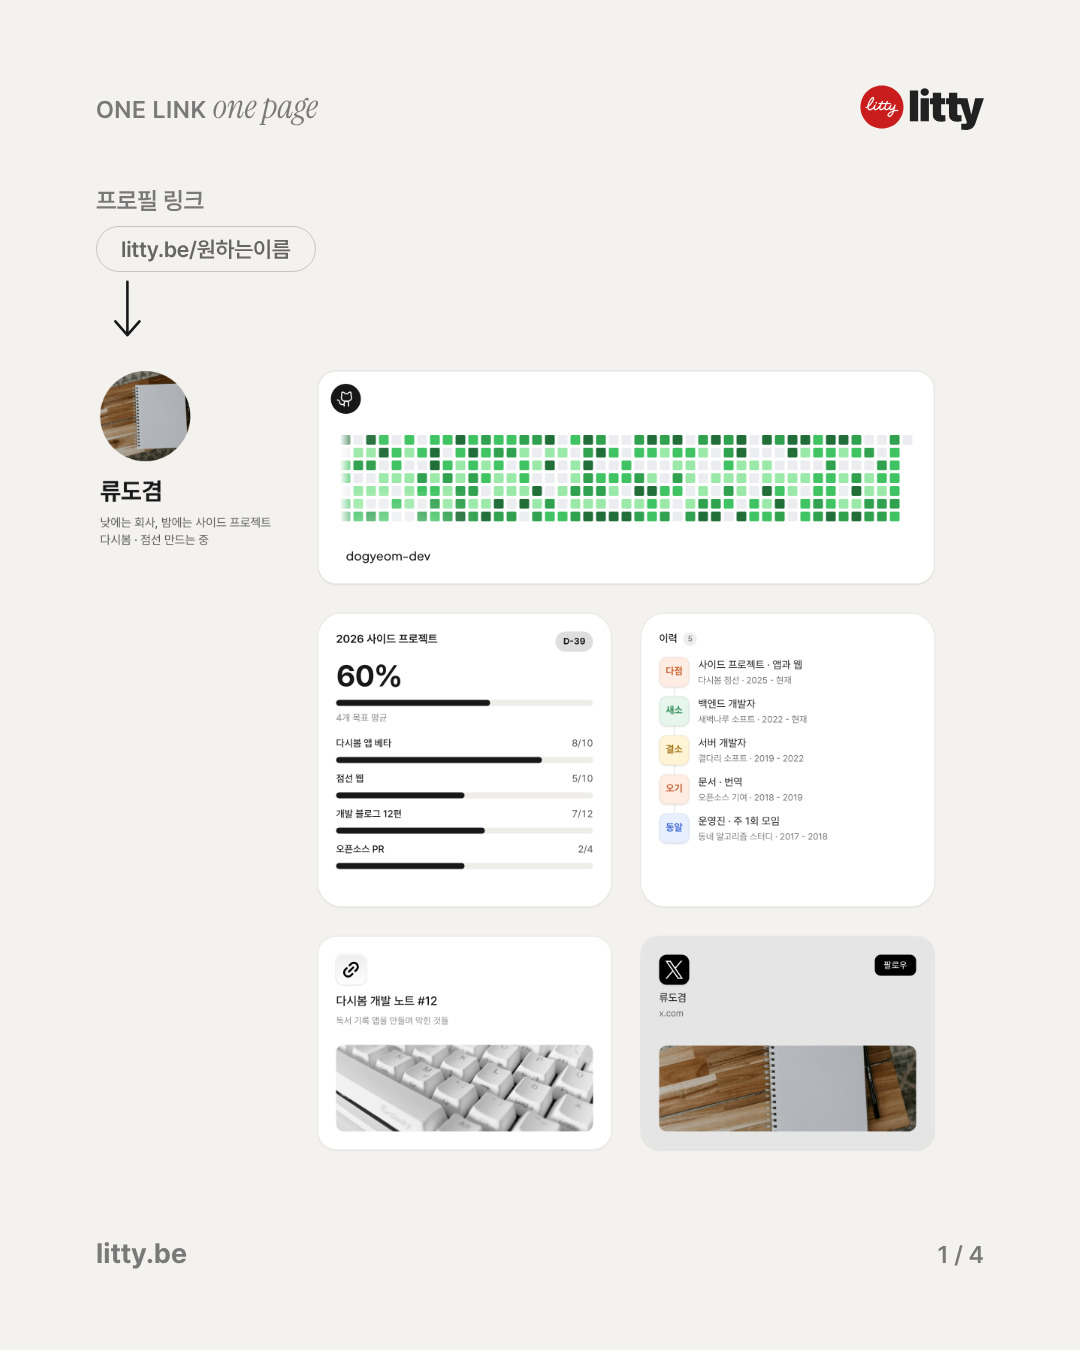 ONE LINK one page
litty litty
프로필 링크
litty.be/원하는이름
류도겸
낮에는 회사, 밤에는 사이드 프로젝트
다시봄 · 점선 만드는 중
dogyeom-dev
2026 사이드 프로젝트
D-39
60%
4개 목표 평균
다시봄 앱 베타 8/10
점선 웹 5/10
개발 블로그 12편 7/12
오픈소스 PR 2/4
이력 5
다점
사이드 프로젝트 · 앱과 웹
다시봄 점선 · 2025 - 현재
새소
백엔드 개발자
새벽나루 소프트 · 2022 - 현재
결소
서버 개발자
결다리 소프트 · 2019 - 2022
오기
문서 · 번역
오픈소스 기여 · 2018 - 2019
동알
운영진 · 주 1회 모임
동네 알고리즘 스터디 · 2017 - 2018
다시봄 개발 노트 #12
독서 기록 앱을 만들며 막힌 것들
팔로우
류도겸
x.com
litty.be
1 / 4